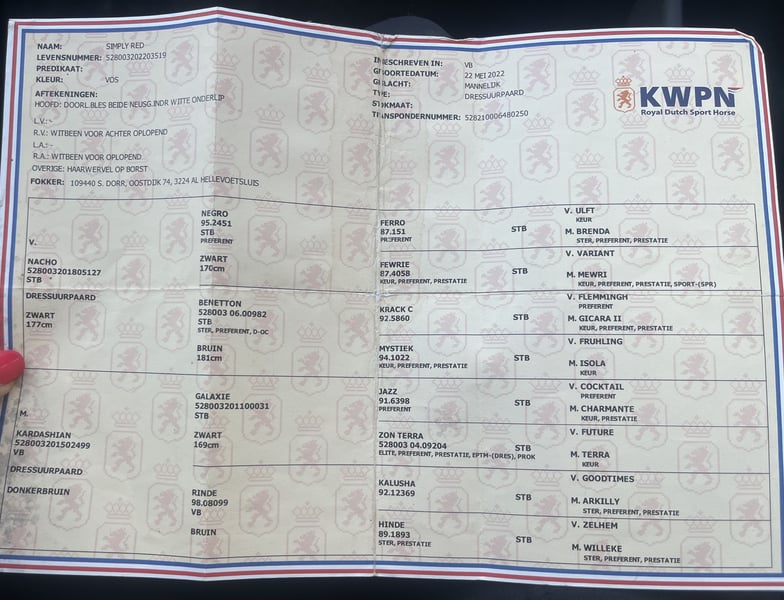 NAAM: SIMPLY RED
LEVENSNUMMER: 528003202203519
PREDIKAAT:
KLEUR: VOS
AFTEKENINGEN:
HOOFD: DOORL.BLES BEIDE NEUSG.INDR WITTE ONDERLIP
L.V.: -
R.V.: WITBEEN VOOR ACHTER OPLOPEND
L.A.: -
R.A.: WITBEEN VOOR OPLOPEND
OVERIGE: HAARWERVEL OP BORST
FOKKER: 109440 S. DORR, OOSTDIJK 74, 3224 AL HELLEVOETSLUIS
INGESCHREVEN IN: VB
GEBOORTEDATUM: 22 MEI 2022
GESLACHT: MANNELIJK
TYPE: DRESSUURPAARD
STOKMAAT:
TRANSPONDERNUMMER: 528210006480250
KWPN
Royal Dutch Sport Horse
V.
NACHO
528003201805127
STB
DRESSUURPAARD
ZWART
177cm
M.
KARDASHIAN
528003201502499
VB
DRESSUURPAARD
DONKERBRUIN
NEGRO
95.2451
STB
PREFERENT
ZWART
170cm
BENETTON
528003 06.00982
STB
STER, PREFERENT, D-OC
BRUIN
181cm
GALAXIE
528003201100031
STB
ZWART
169cm
RINDE
98.08099
VB
BRUIN
FERRO STB
87.151
PREFERENT
FEWRIE STB
87.4058
KEUR, PREFERENT, PRESTATIE
KRACK C STB
92.5860
MYSTIEK STB
94.1022
KEUR, PREFERENT, PRESTATIE
JAZZ STB
91.6398
PREFERENT
ZON TERRA STB
528003 04.09204
ELITE, PREFERENT, PRESTATIE, EPTM-(DRES), PROK
KALUSHA STB
92.12369
HINDE STB
89.1893
STER, PRESTATIE
V. ULFT
KEUR
M. BRENDA
STER, PREFERENT, PRESTATIE
V. VARIANT
M. MEWRI
KEUR, PREFERENT, PRESTATIE, SPORT-(SPR)
V. FLEMMINGH
PREFERENT
M. GICARA II
KEUR, PREFERENT, PRESTATIE
V. FRUHLING
M. ISOLA
KEUR
V. COCKTAIL
PREFERENT
M. CHARMANTE
KEUR, PRESTATIE
V. FUTURE
M. TERRA
KEUR
V. GOODTIMES
M. ARKILLY
STER, PREFERENT, PRESTATIE
V. ZELHEM
M. WILLEKE
STER, PREFERENT, PRESTATIE